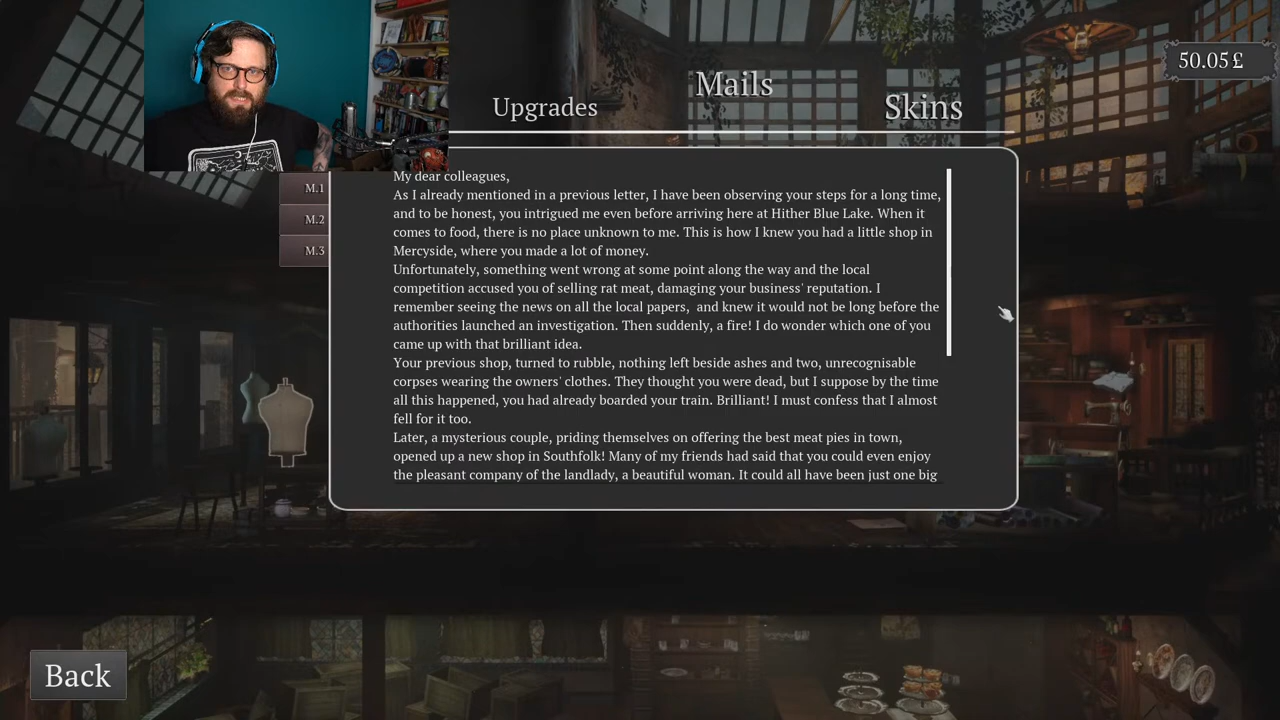 50.05£
Mails
Upgrades
Skins
My dear colleagues,
As I already mentioned in a previous letter, I have been observing your steps for a long time,
and to be honest, you intrigued me even before arriving here at Hither Blue Lake. When it
comes to food, there is no place unknown to me. This is how I knew you had a little shop in
Mercyside, where you made a lot of money.
Unfortunately, something went wrong at some point along the way and the local
competition accused you of selling rat meat, damaging your business' reputation. I
remember seeing the news on all the local papers,  and knew it would not be long before the
authorities launched an investigation. Then suddenly, a fire! I do wonder which one of you
came up with that brilliant idea.
Your previous shop, turned to rubble, nothing left beside ashes and two, unrecognisable
corpses wearing the owners' clothes. They thought you were dead, but I suppose by the time
all this happened, you had already boarded your train. Brilliant! I must confess that I almost
fell for it too.
Later, a mysterious couple, priding themselves on offering the best meat pies in town,
opened up a new shop in Southfolk! Many of my friends had said that you could even enjoy
the pleasant company of the landlady, a beautiful woman. It could all have been just one big
M.1
M.2
M.3
Back